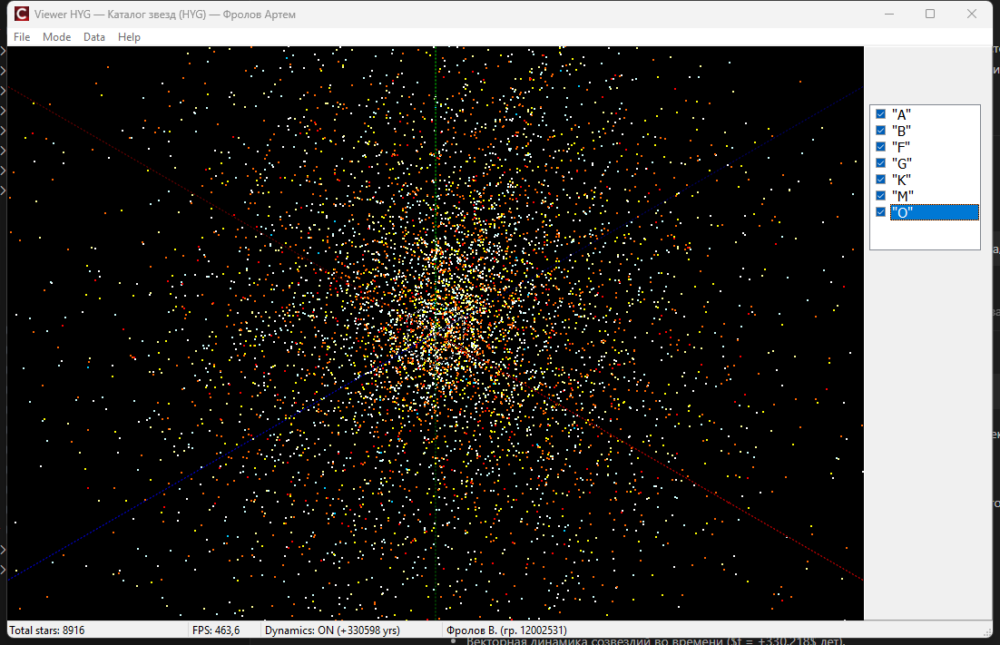 Viewer HYG — Каталог звезд (HYG) — Фролов Артем
File Mode Data Help
"A"
"B"
"F"
"G"
"K"
"M"
"O"
Total stars: 8916 FPS: 463,6 Dynamics: ON (+330598 yrs) Фролов В. (гр. 12002531)
Векторная динамика созвездий во времени ($t = +330.218$ лет).